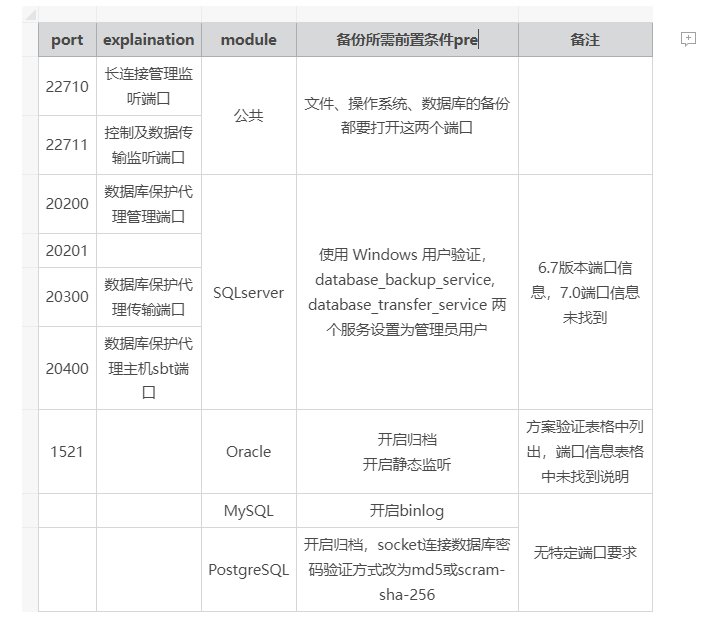 port explaination module 备份所需前置条件pre 备注
22710
长连接管理监
听端口
公共
文件、操作系统、数据库的备份
都要打开这两个端口
22711
控制及数据传
输监听端口
20200
数据库保护代
理管理端口
SQLserver
使用 Windows 用户验证,
database_backup_service,
database_transfer_service 两
个服务设置为管理员用户
6.7版本端口信
息，7.0端口信息
未找到
20201
20300
数据库保护代
理传输端口
20400
数据库保护代
理主机sbt端
口
1521
Oracle
开启归档
开启静态监听
方案验证表格中列
出，端口信息表格
中未找到说明
MySQL
开启binlog
无特定端口要求
PostgreSQL
开启归档，socket连接数据库密
码验证方式改为md5或scram-
sha-256